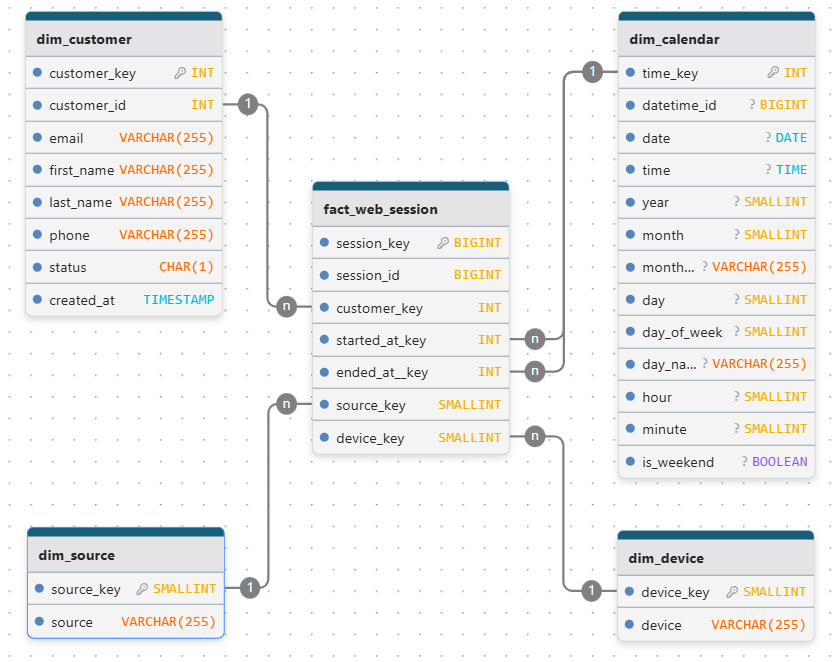 dim_customer
customer_key INT
customer_id INT
email VARCHAR(255)
first_name VARCHAR(255)
last_name VARCHAR(255)
phone VARCHAR(255)
status CHAR(1)
created_at TIMESTAMP
1
n
fact_web_session
session_key BIGINT
session_id BIGINT
customer_key INT
started_at_key INT
ended_at__key INT
source_key SMALLINT
device_key SMALLINT
n
n
n
n
1
dim_calendar
time_key INT
datetime_id ? BIGINT
date ? DATE
time ? TIME
year ? SMALLINT
month ? SMALLINT
month... ? VARCHAR(255)
day ? SMALLINT
day_of_week ? SMALLINT
day_na... ? VARCHAR(255)
hour ? SMALLINT
minute ? SMALLINT
is_weekend ? BOOLEAN
dim_source
source_key SMALLINT
source VARCHAR(255)
1
1
dim_device
device_key SMALLINT
device VARCHAR(255)